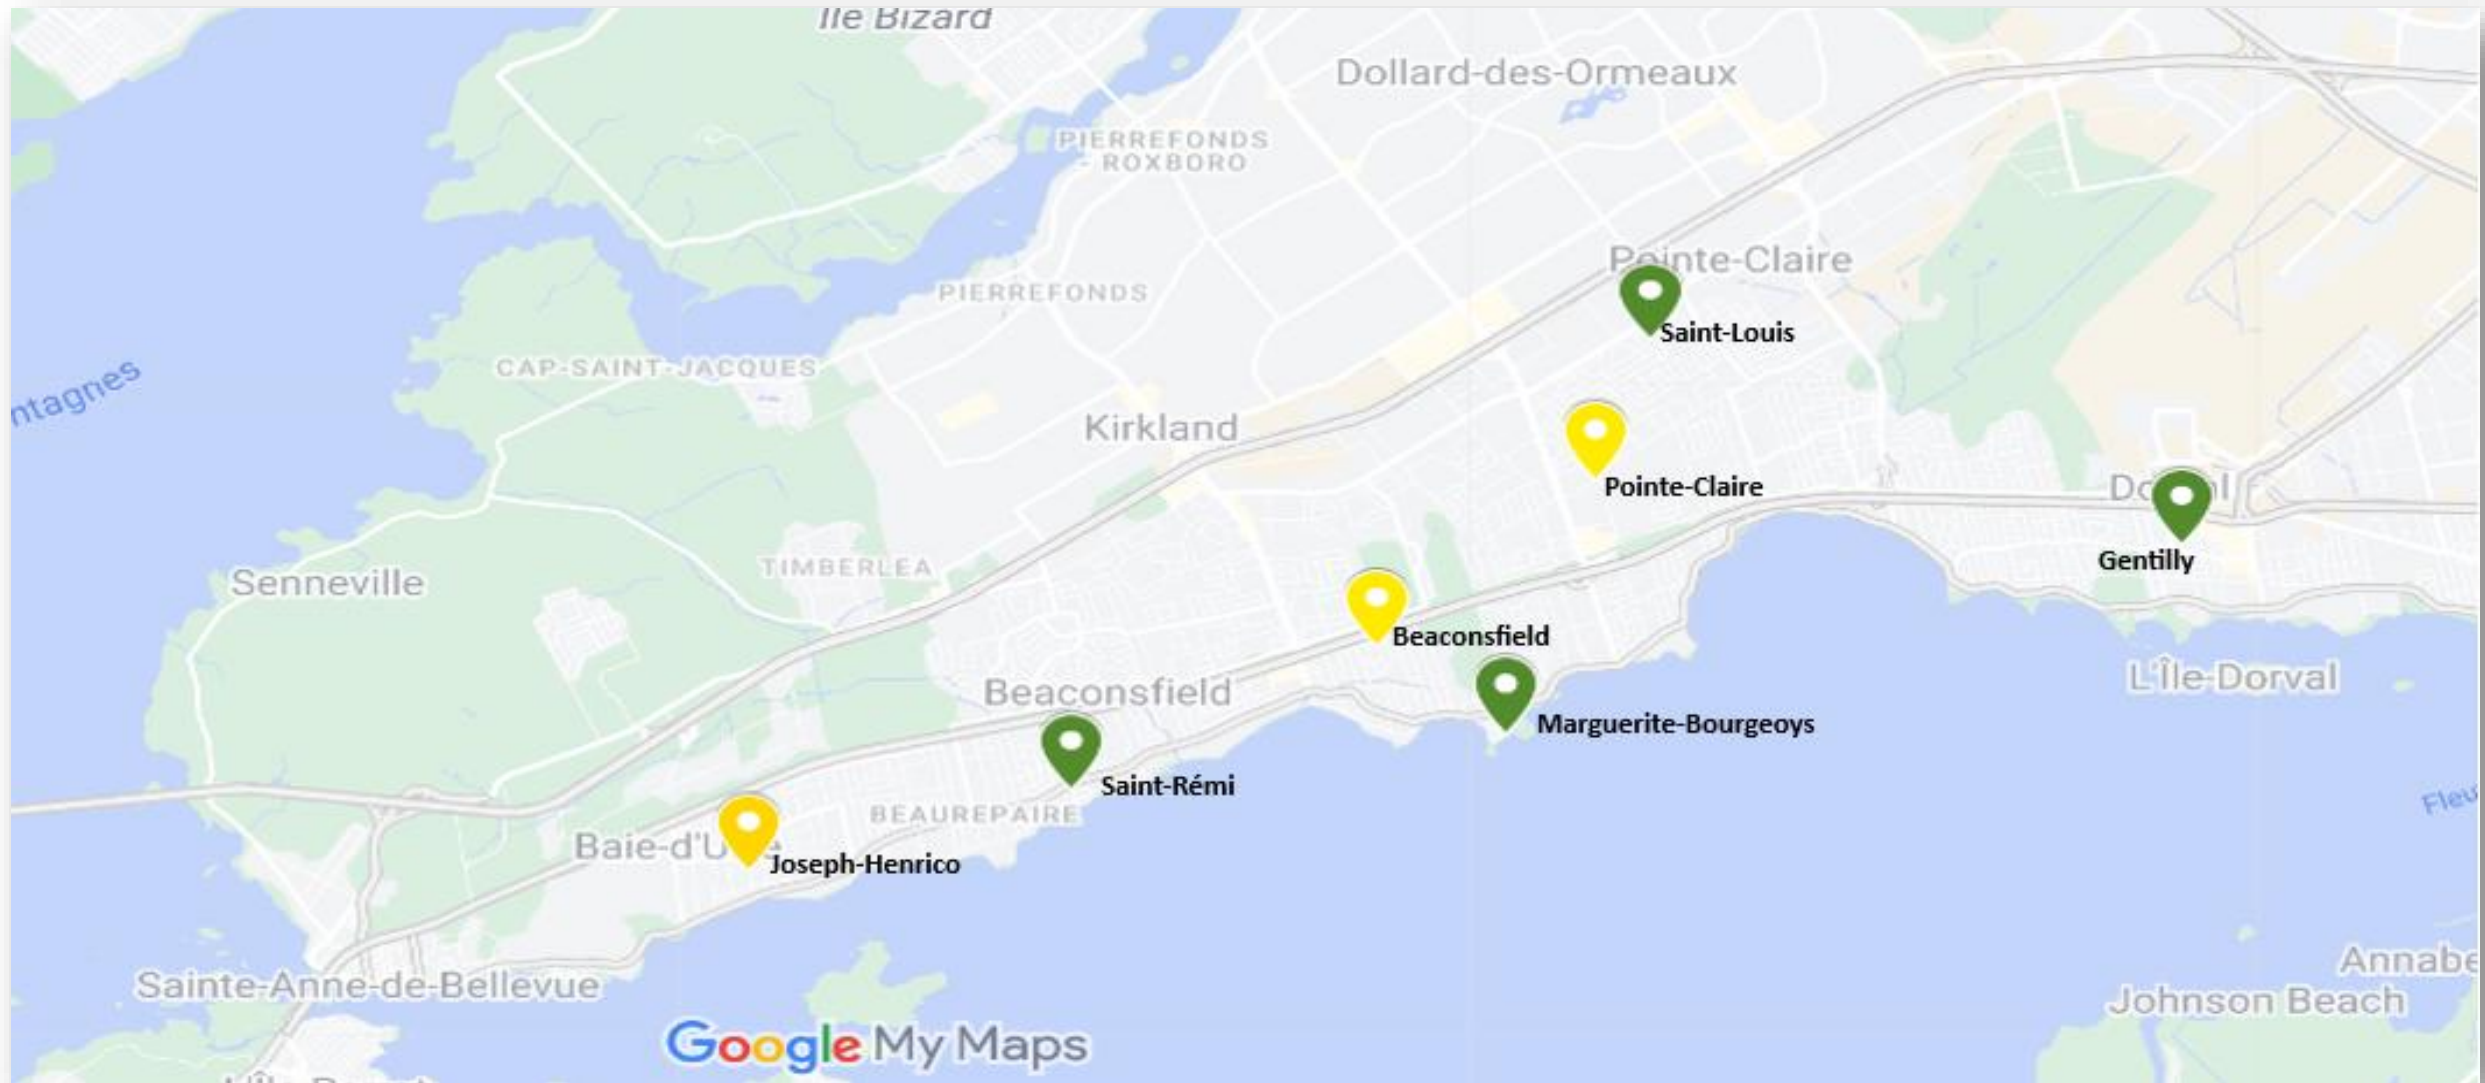 Île Bizard
Dollard-des-Ormeaux
PIERREFONDS
- ROXBORO
Pointe-Claire
PIERREFONDS
Saint-Louis
CAP-SAINT-JACQUES
ntagnes
Kirkland
Pointe-Claire
Gentilly
TIMBERLEA
Senneville
Beaconsfield
L'Île-Dorval
Beaconsfield
Marguerite-Bourgeoys
Saint-Rémi
Fleu
BEAUREPAIRE
Baie-d'U
Joseph-Henrico
Annabe
Sainte-Anne-de-Bellevue
Johnson Beach
Google My Maps